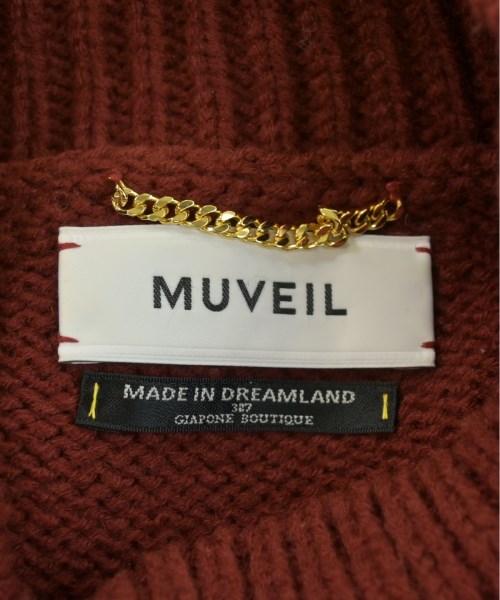 MUVEIL
MADE IN DREAMLAND
387
GIAPONE BOUTIQUE